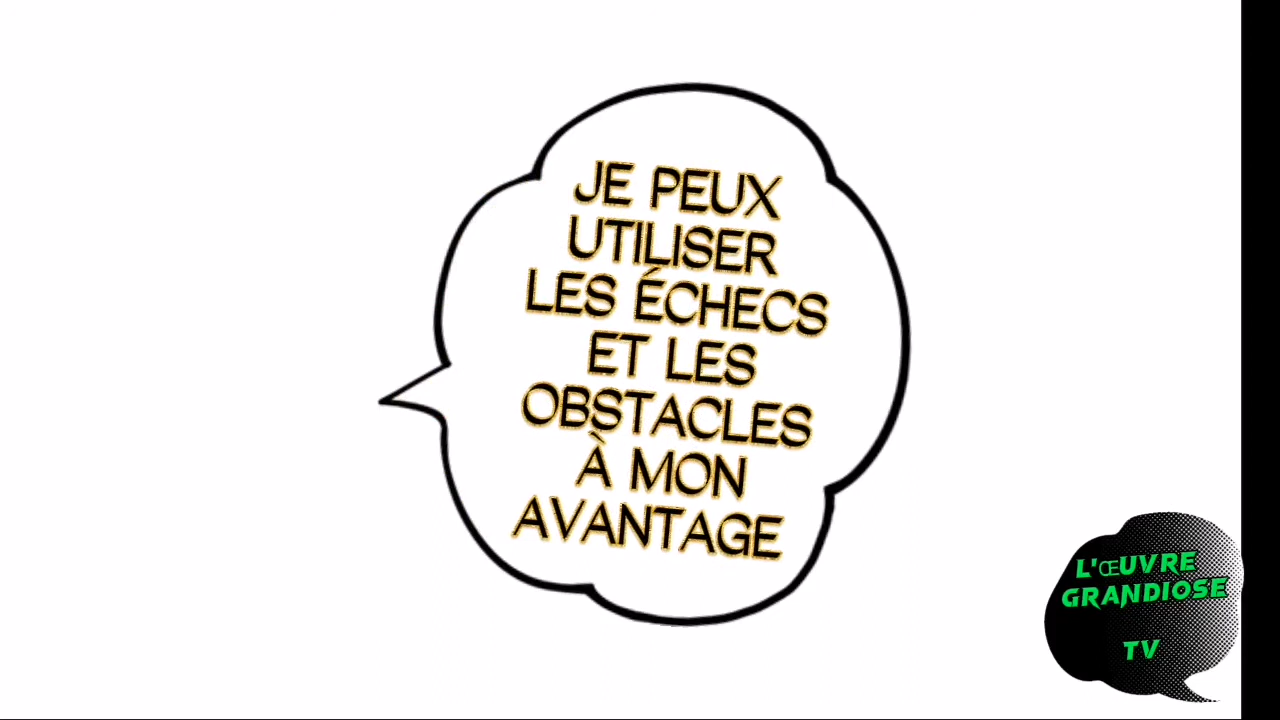 JE PEUX
UTILISER
LES ÉCHECS
ET LES
OBSTACLES
À MON
AVANTAGE
L'ŒUVRE
GRANDIOSE
TV